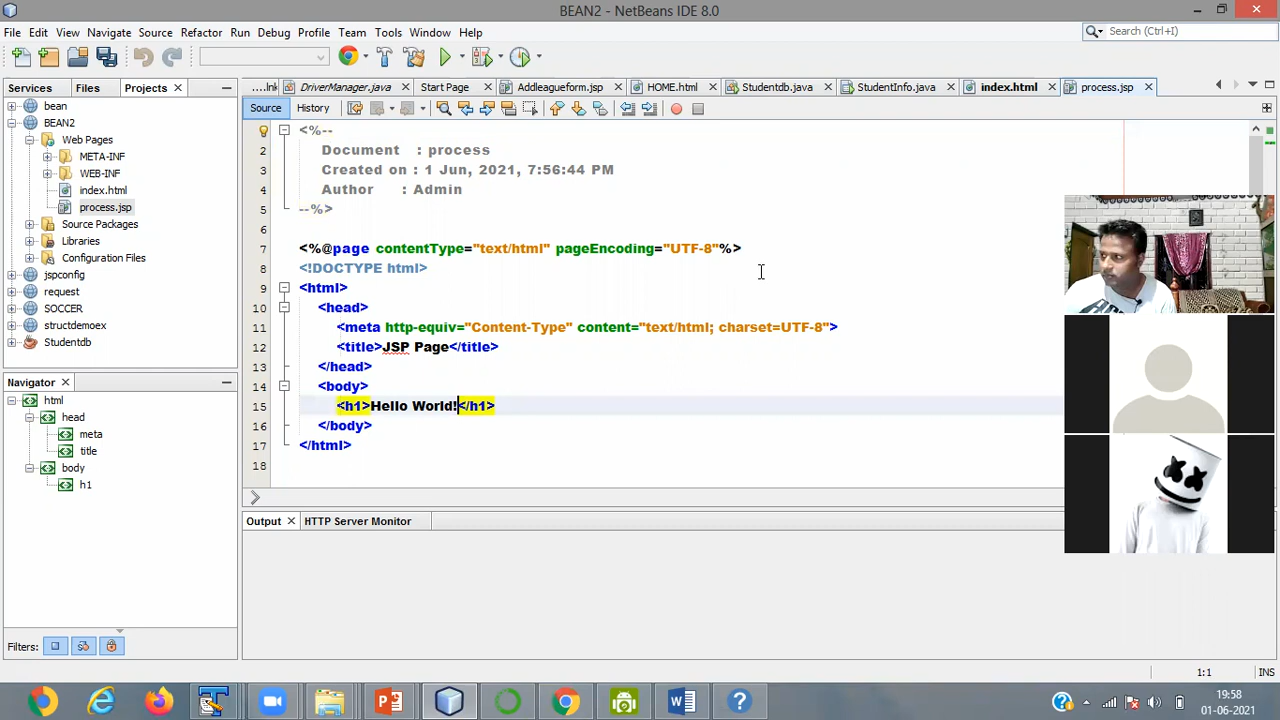 BEAN2 - NetBeans IDE 8.0
File Edit View Navigate Source Refactor Run Debug Profile Team Tools Window Help
Search (Ctrl+I)
Services Files Projects
...lnk DriverManager.java Start Page Addleagueform.jsp HOME.html Studentdb.java StudentInfo.java index.html process.jsp
Source History
bean
BEAN2
Web Pages
META-INF
WEB-INF
index.html
process.jsp
Source Packages
Libraries
Configuration Files
jspconfig
request
SOCCER
structdemoex
Studentdb
<%--
2 Document : process
3 Created on : 1 Jun, 2021, 7:56:44 PM
4 Author : Admin
5 --%>
6
7 <%@page contentType="text/html" pageEncoding="UTF-8"%>
8 <!DOCTYPE html>
9 <html>
10 <head>
11 <meta http-equiv="Content-Type" content="text/html; charset=UTF-8">
12 <title>JSP Page</title>
13 </head>
14 <body>
15 <h1>Hello World!</h1>
16 </body>
17 </html>
18
Navigator
html
head
meta
title
body
h1
Filters:
Output HTTP Server Monitor
1:1 INS
19:58
01-06-2021